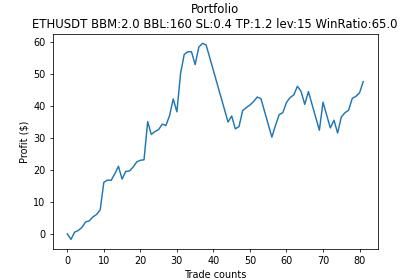 Portfolio
ETHUSDT BBM:2.0 BBL:160 SL:0.4 TP:1.2 lev:15 WinRatio:65.0
60
50
40
30
20
10
0
Profit ($)
0 10 20 30 40 50 60 70 80
Trade counts